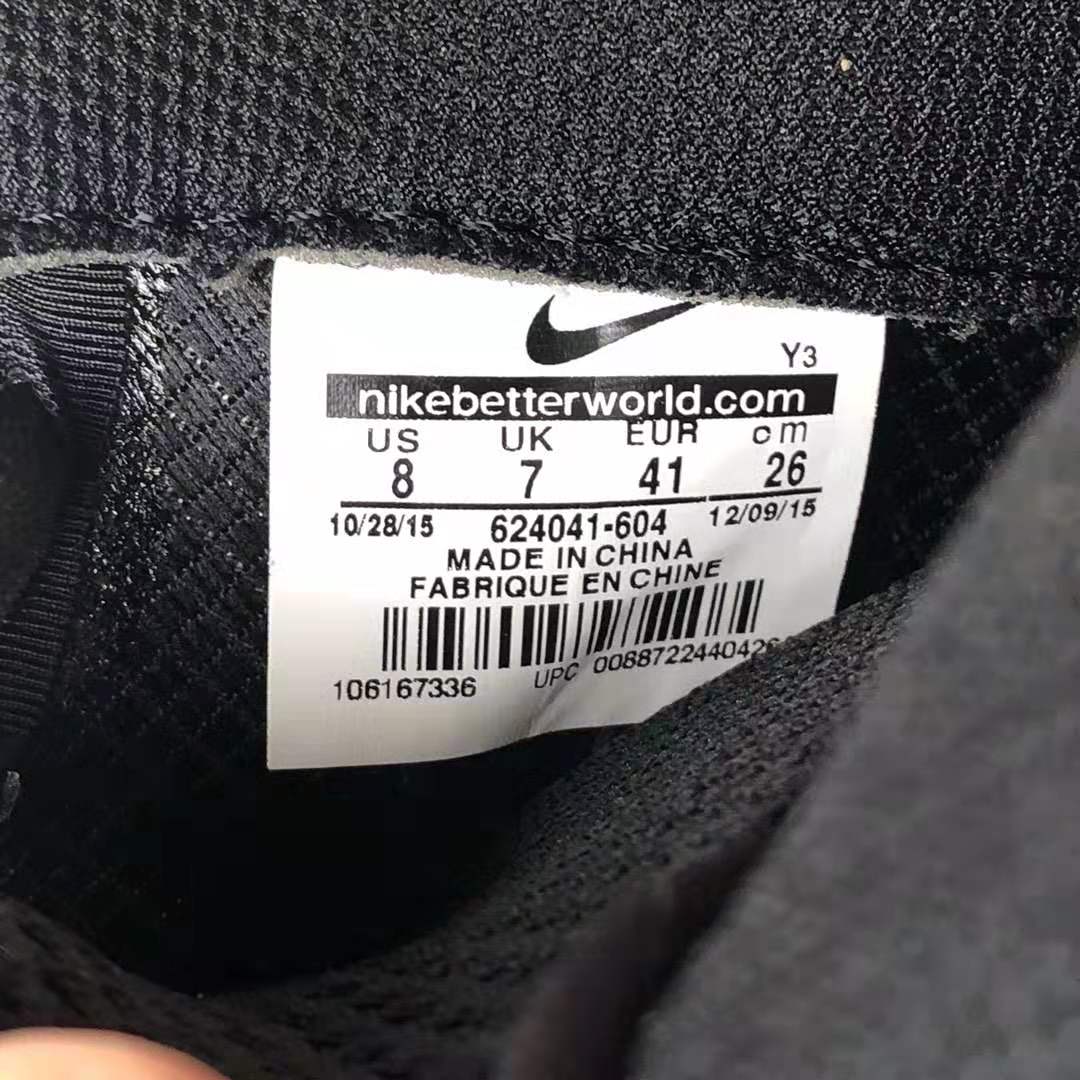 Y3
nikebetterworld.com
US UK EUR cm
8 7 41 26
10/28/15 624041-604 12/09/15
MADE IN CHINA
FABRIQUE EN CHINE
106167336 UPC